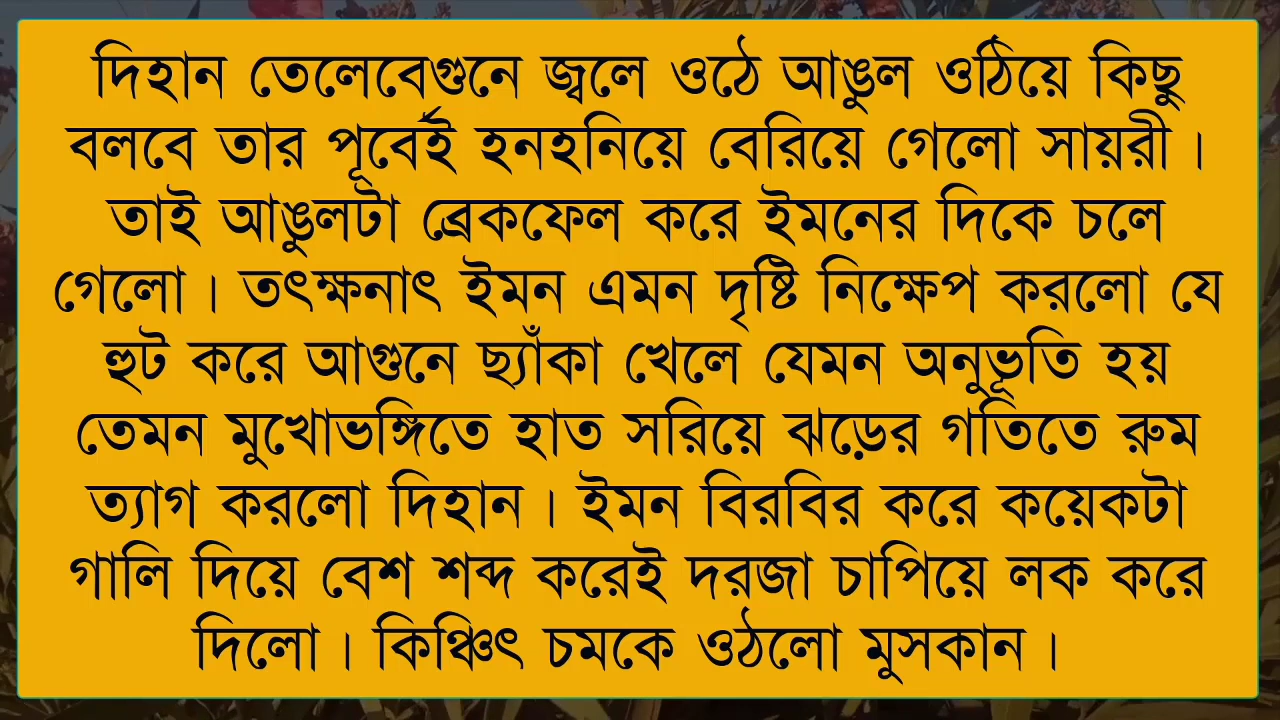 দিহান তেলেবেগুনে জ্বলে ওঠে আঙুল ওঠিয়ে কিছু
বলবে তার পূর্বেই হনহনিয়ে বেরিয়ে গেলো সায়রী।
তাই আঙুলটা ব্রেকফেল করে ইমনের দিকে চলে
গেলো। তৎক্ষনাৎ ইমন এমন দৃষ্টি নিক্ষেপ করলো যে
হুট করে আগুনে ছ্যাঁকা খেলে যেমন অনুভূতি হয়
তেমন মুখোভঙ্গিতে হাত সরিয়ে ঝড়ের গতিতে রুম
ত্যাগ করলো দিহান। ইমন বিরবির করে কয়েকটা
গালি দিয়ে বেশ শব্দ করেই দরজা চাপিয়ে লক করে
দিলো। কিঞ্চিৎ চমকে ওঠলো মুসকান।